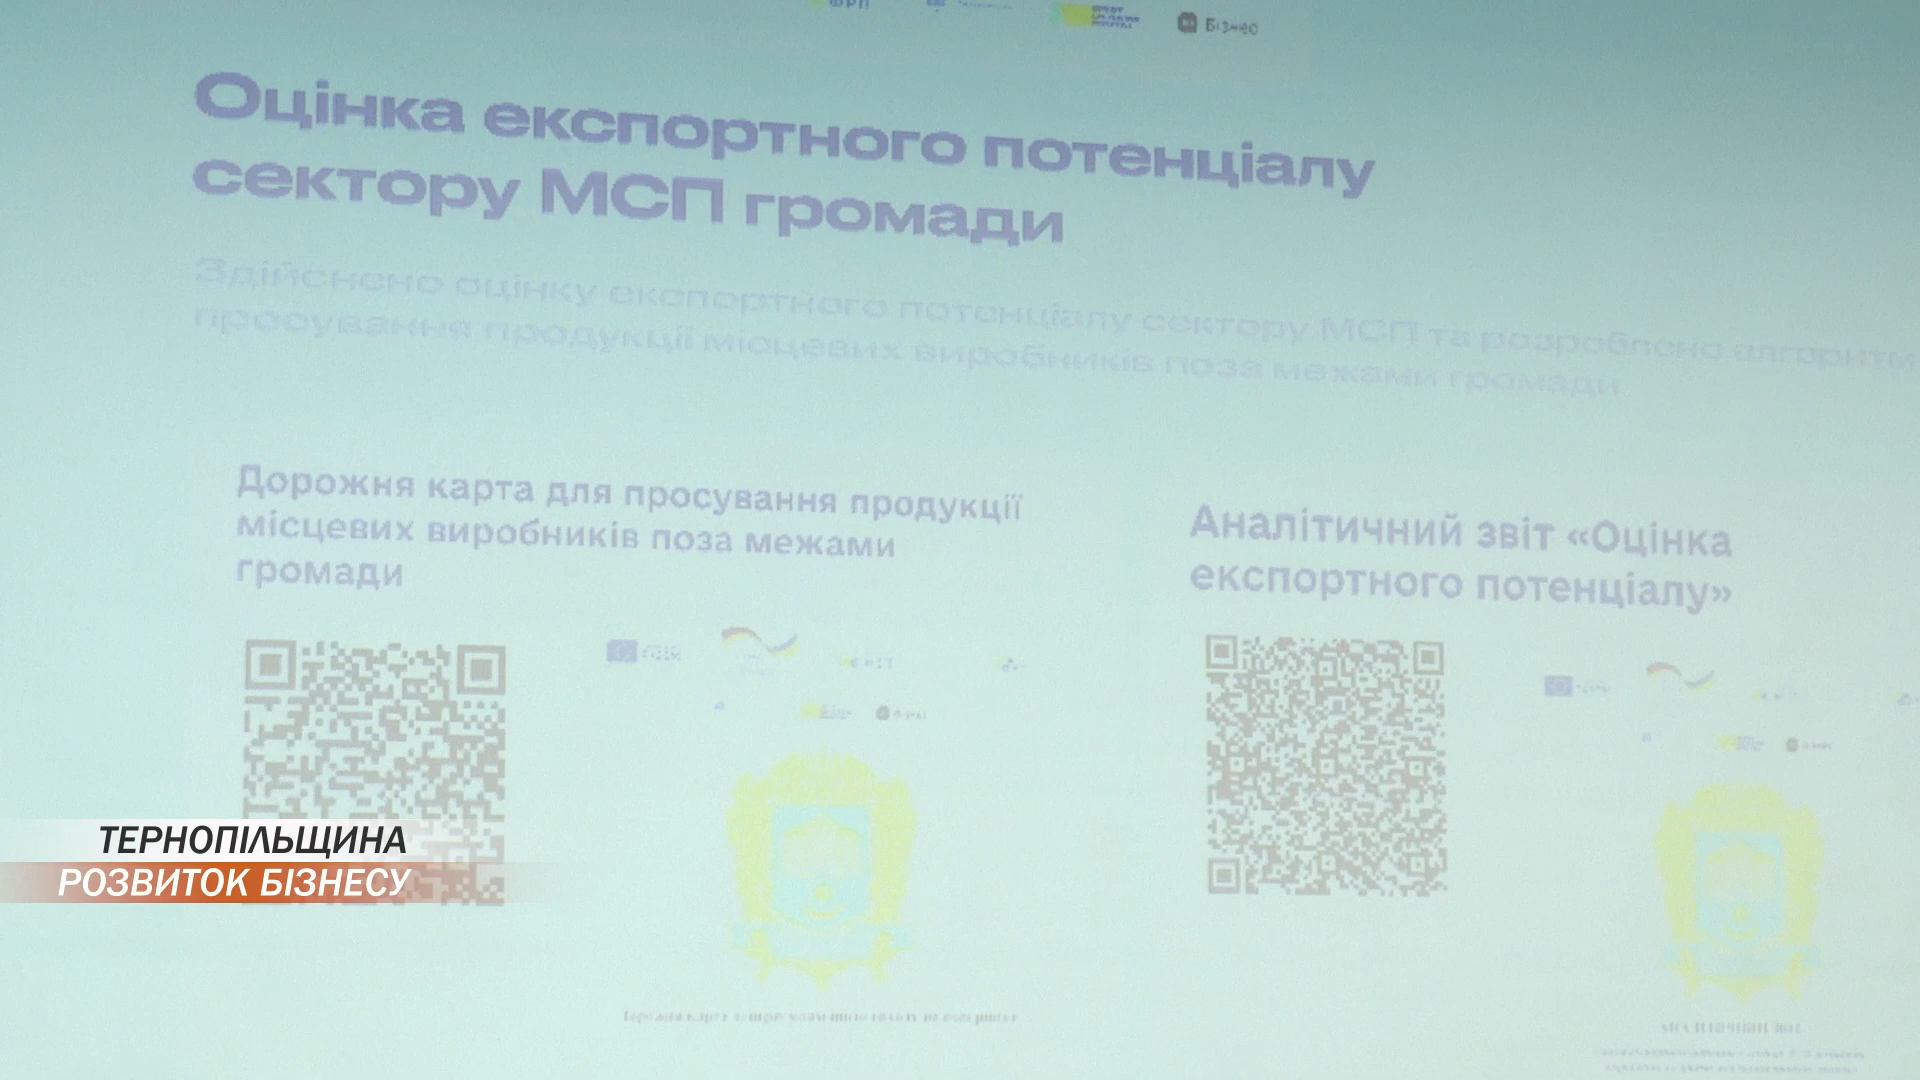 Бізнес
Оцінка експортного потенціалу
сектору МСП громади
Здійснено оцінку експортного потенціалу сектору МСП та розроблено алгоритм
просування продукції місцевих виробників поза межами громади
Дорожня карта для просування продукції
місцевих виробників поза межами
громади
Аналітичний звіт «Оцінка
експортного потенціалу»
ТЕРНОПІЛЬЩИНА
РОЗВИТОК БІЗНЕСУ